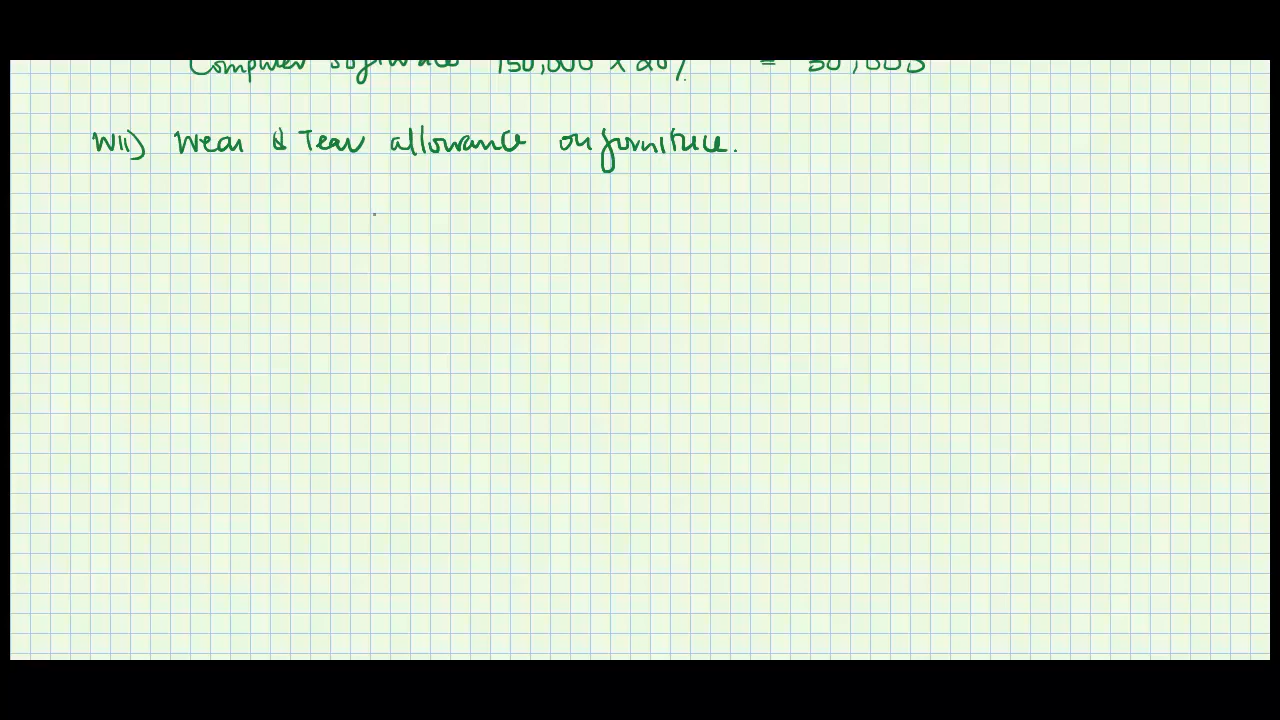 Computer software 150,000 x 20% = 30,000
Wii) Wear & Tear allowance on furniture.